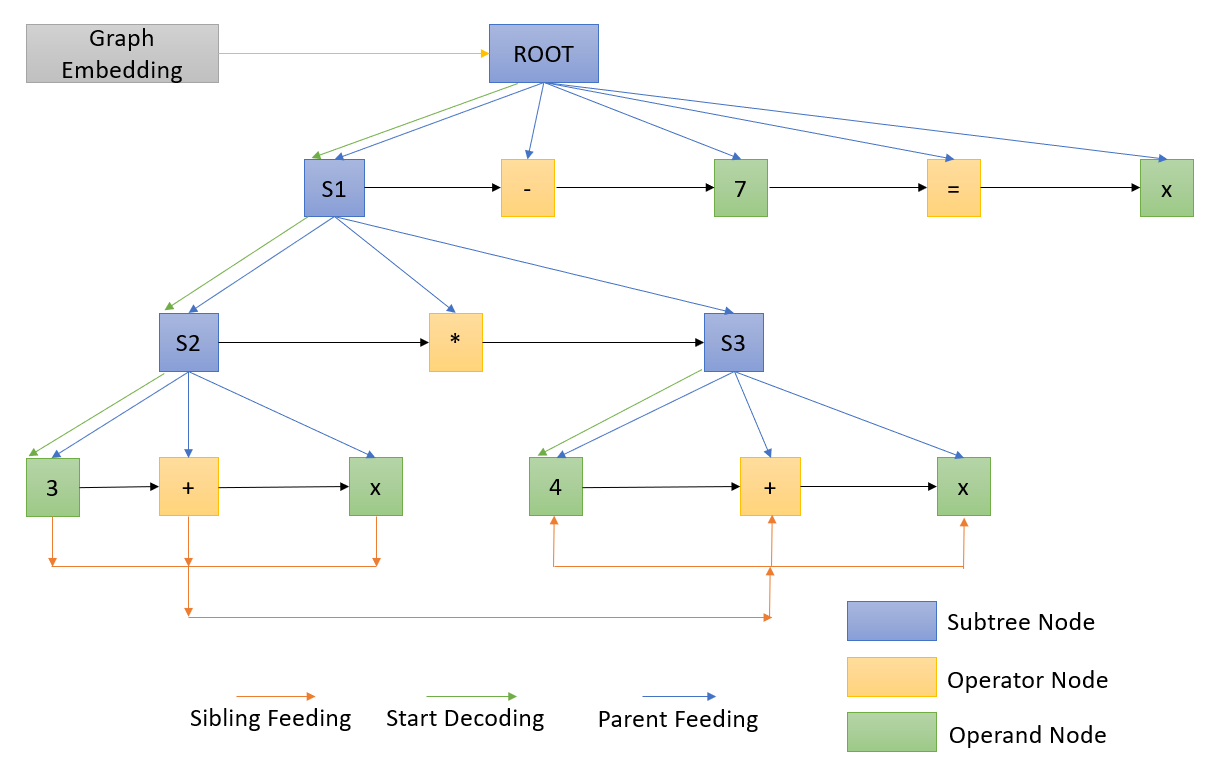 Graph
Embedding
ROOT
S1
-
7
=
x
S2
*
S3
3
+
x
4
+
x
Subtree Node
Operator Node
Operand Node
Sibling Feeding
Start Decoding
Parent Feeding